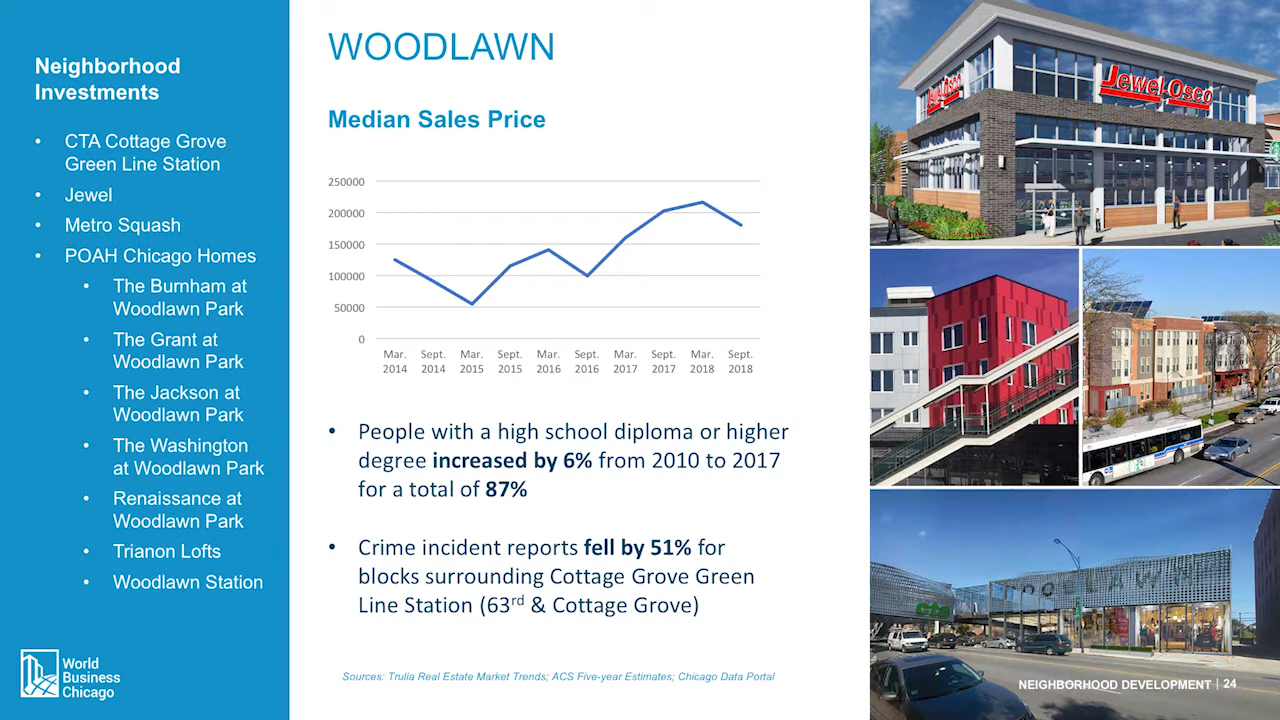 Neighborhood
Investments
• CTA Cottage Grove
Green Line Station
• Jewel
• Metro Squash
• POAH Chicago Homes
• The Burnham at
Woodlawn Park
• The Grant at
Woodlawn Park
• The Jackson at
Woodlawn Park
• The Washington
at Woodlawn Park
• Renaissance at
Woodlawn Park
• Trianon Lofts
• Woodlawn Station
World
Business
Chicago
WOODLAWN
Median Sales Price
250000
200000
150000
100000
50000
0
Mar. Sept. Mar. Sept. Mar. Sept. Mar. Sept. Mar. Sept.
2014 2014 2015 2015 2016 2016 2017 2017 2018 2018
• People with a high school diploma or higher
degree increased by 6% from 2010 to 2017
for a total of 87%
• Crime incident reports fell by 51% for
blocks surrounding Cottage Grove Green
Line Station (63rd & Cottage Grove)
Sources: Trulia Real Estate Market Trends; ACS Five-year Estimates; Chicago Data Portal
Jewel Osco
Jewel-Osco
cta
WOODLAWN
NEIGHBORHOOD DEVELOPMENT | 24